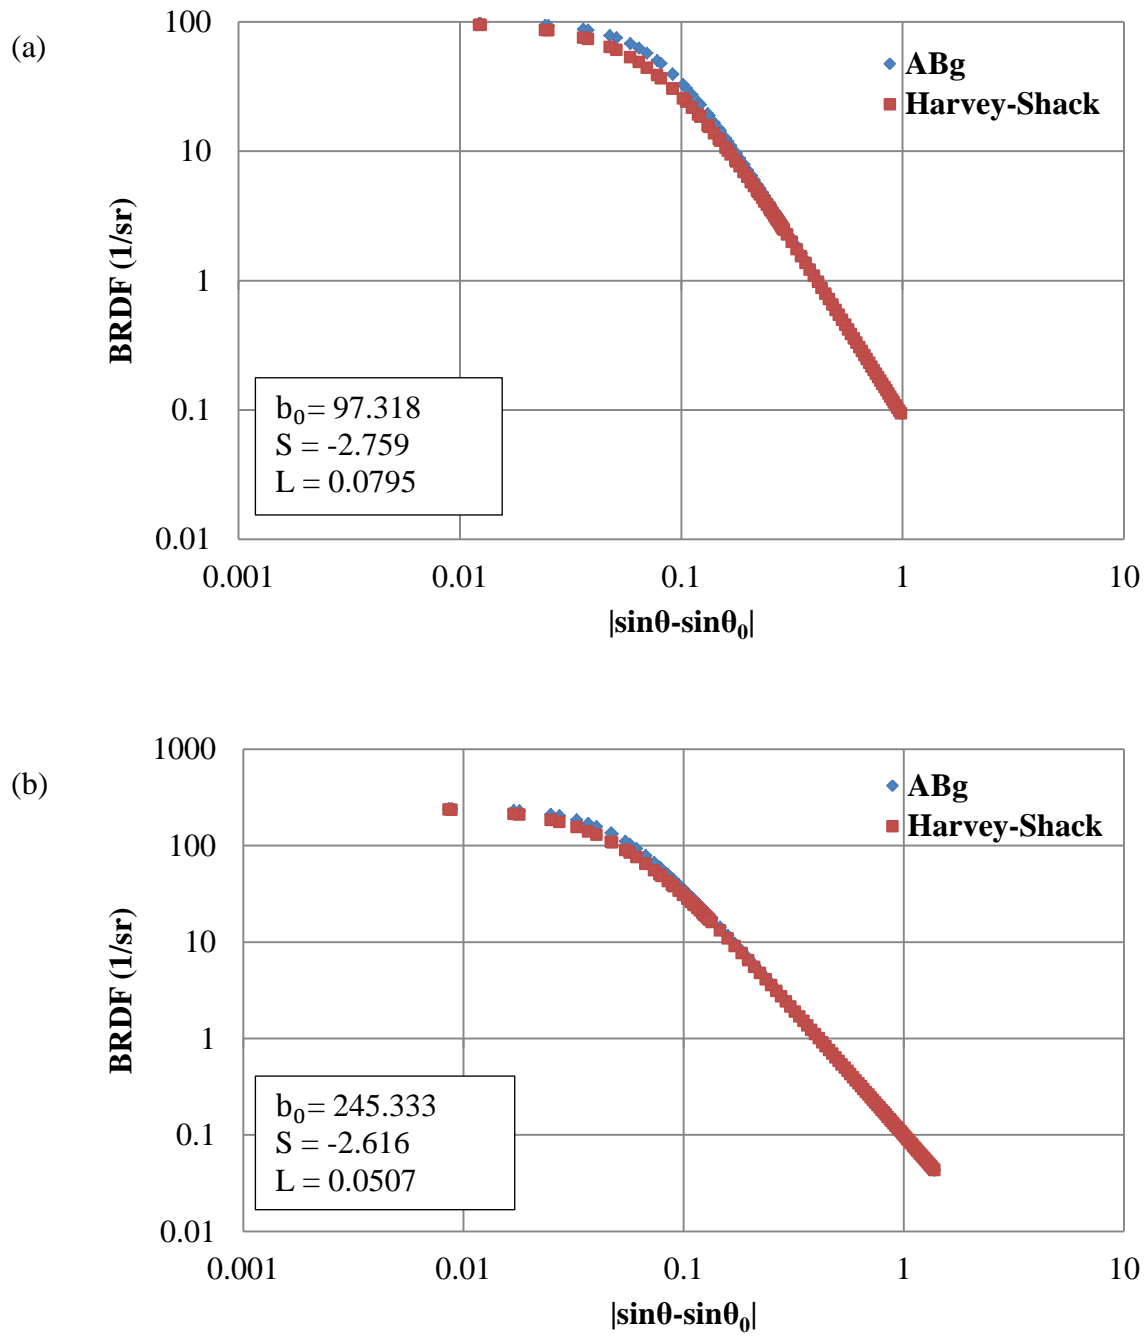 (a)
100
10
1
0.1
0.01
BRDF (1/sr)
ABg
Harvey-Shack
b₀= 97.318
S = -2.759
L = 0.0795
0.001
0.01
0.1
1
10
|sinθ-sinθ₀|
(b)
1000
100
10
1
0.1
0.01
BRDF (1/sr)
ABg
Harvey-Shack
b₀= 245.333
S = -2.616
L = 0.0507
0.001
0.01
0.1
1
10
|sinθ-sinθ₀|